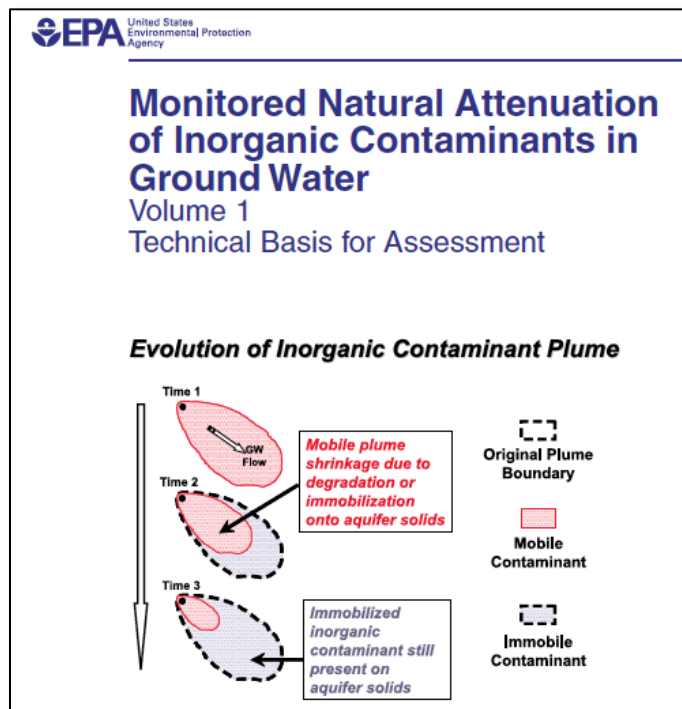 EPA
United States
Environmental Protection
Agency
Monitored Natural Attenuation
of Inorganic Contaminants in
Ground Water
Volume 1
Technical Basis for Assessment
Evolution of Inorganic Contaminant Plume
Time 1
GW
Flow
Time 2
Time 3
Mobile plume
shrinkage due to
degradation or
immobilization
onto aquifer solids
Immobilized
inorganic
contaminant still
present on
aquifer solids
Original Plume
Boundary
Mobile
Contaminant
Immobile
Contaminant